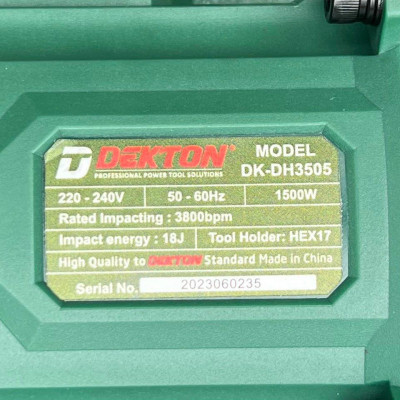 DEKTON
PROFESSIONAL POWER TOOL SOLUTIONS
MODEL
DK-DH3505
220 - 240V 50 - 60Hz 1500W
Rated Impacting : 3800bpm
Impact energy : 18J Tool Holder: HEX17
High Quality to DEKTON Standard Made in China
Serial No. 2023060235